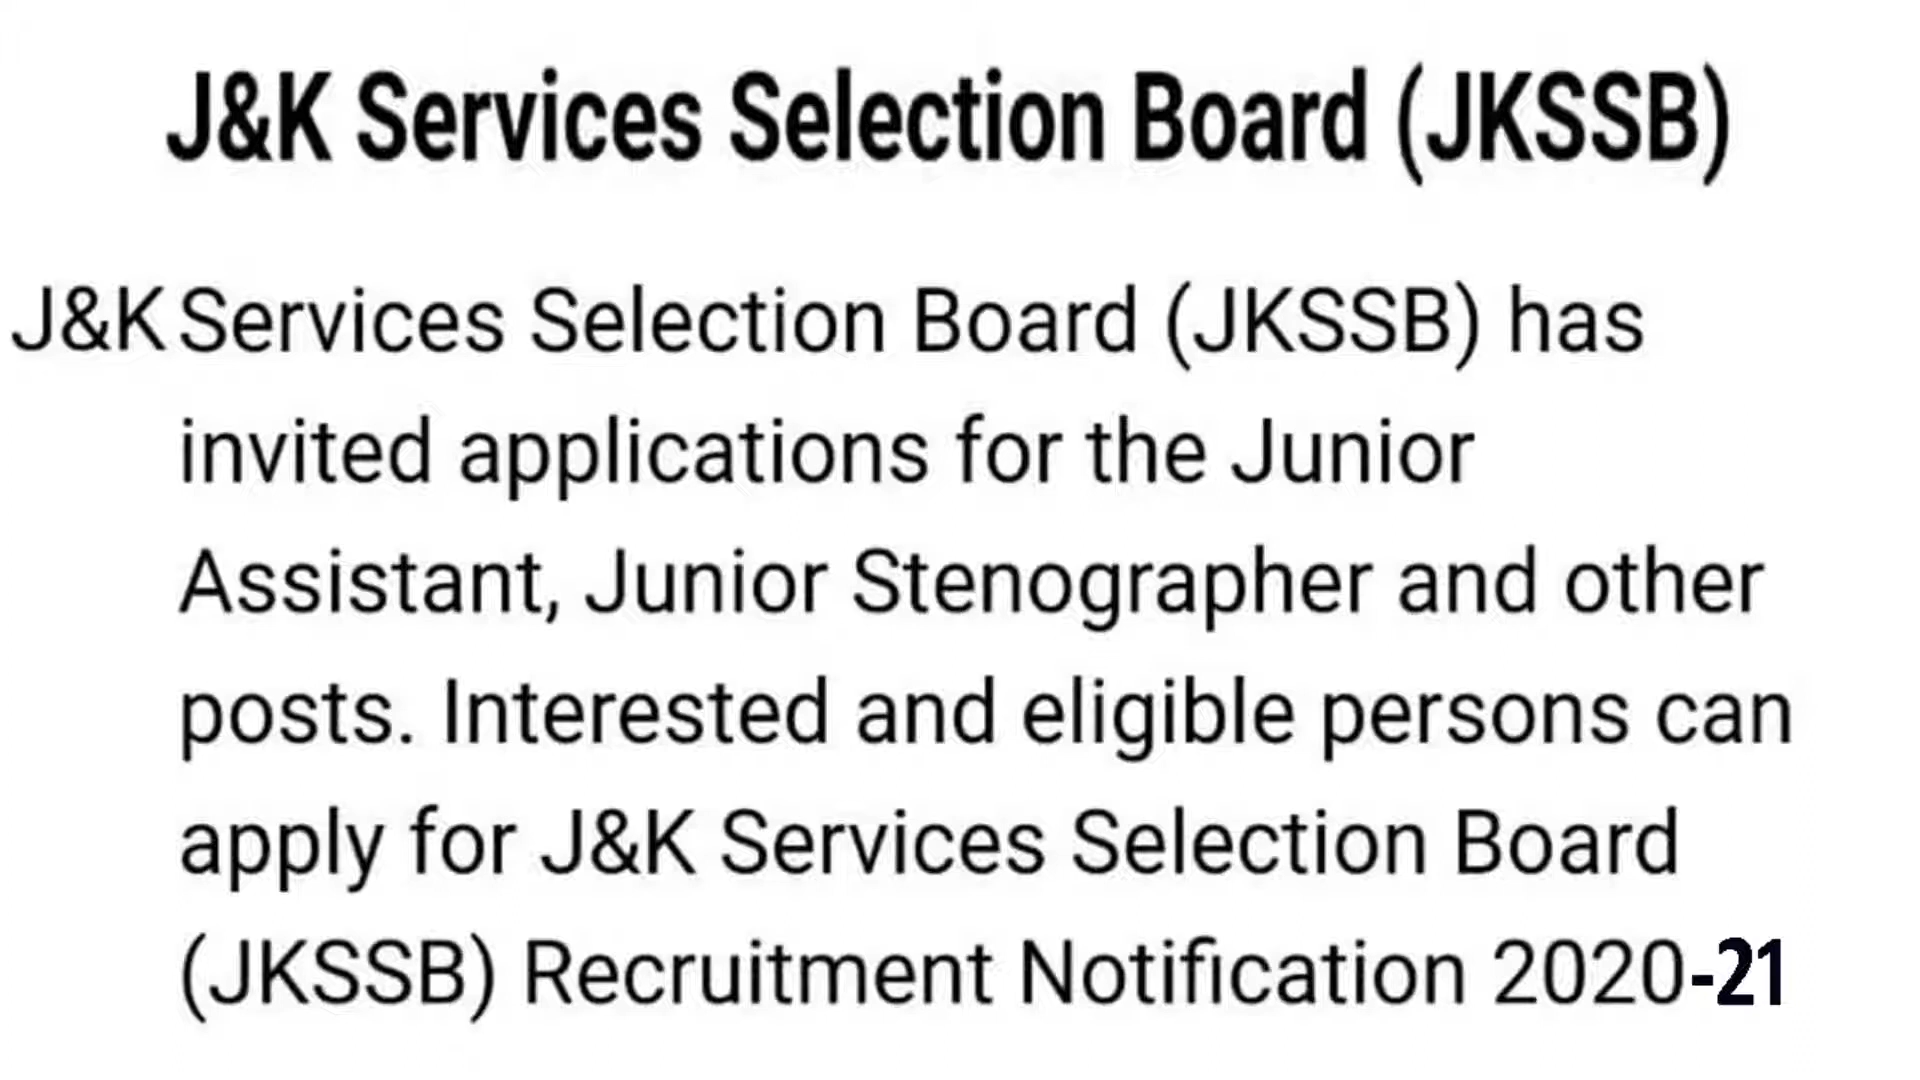 J&K Services Selection Board (JKSSB)
J&K Services Selection Board (JKSSB) has
invited applications for the Junior
Assistant, Junior Stenographer and other
posts. Interested and eligible persons can
apply for J&K Services Selection Board
(JKSSB) Recruitment Notification 2020-21